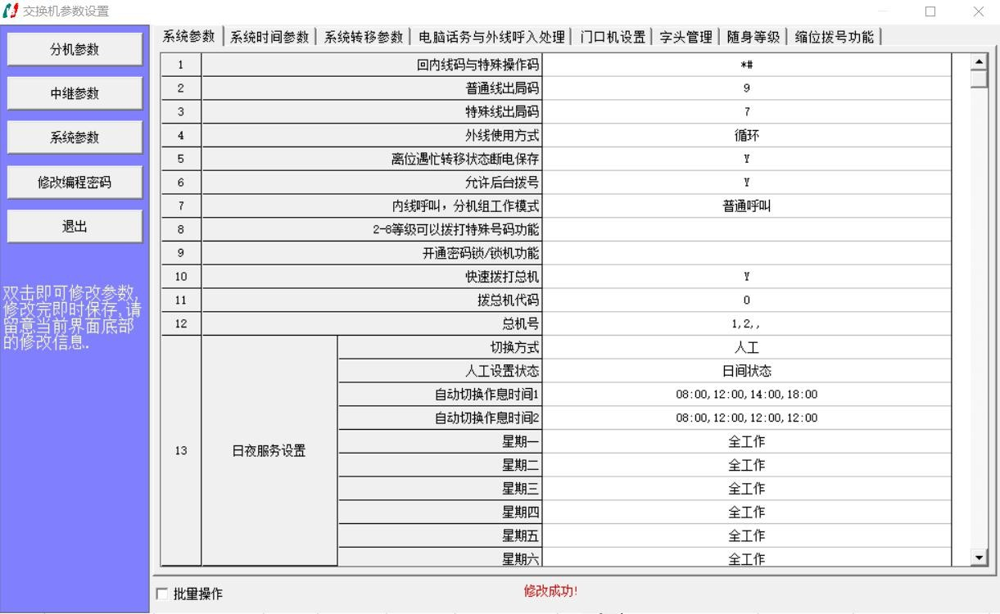 交换机参数设置
分机参数
中继参数
系统参数
修改编程密码
退出
双击即可修改参数,
修改完即时保存,请
留意当前界面底部
的修改信息..
系统参数 系统时间参数 系统转移参数 电脑话务与外线呼入处理 门口机设置 字头管理 随身等级 缩位拨号功能
1 回内线码与特殊操作码 *#
2 普通线出局码 9
3 特殊线出局码 7
4 外线使用方式 循环
5 离位遇忙转移状态断电保存 Y
6 允许后台拨号 Y
7 内线呼叫，分机组工作模式 普通呼叫
8 2-6等级可以拨打特殊号码功能
9 开通密码锁/锁机功能
10 快速拨打总机 Y
11 拨总机代码 0
12 总机号 1,2,,
13 日夜服务设置
切换方式 人工
人工设置状态 日间状态
自动切换作息时间1 08:00,12:00,14:00,18:00
自动切换作息时间2 08:00,12:00,12:00,12:00
星期一 全工作
星期二 全工作
星期三 全工作
星期四 全工作
星期五 全工作
星期六 全工作
批量操作
修改成功!